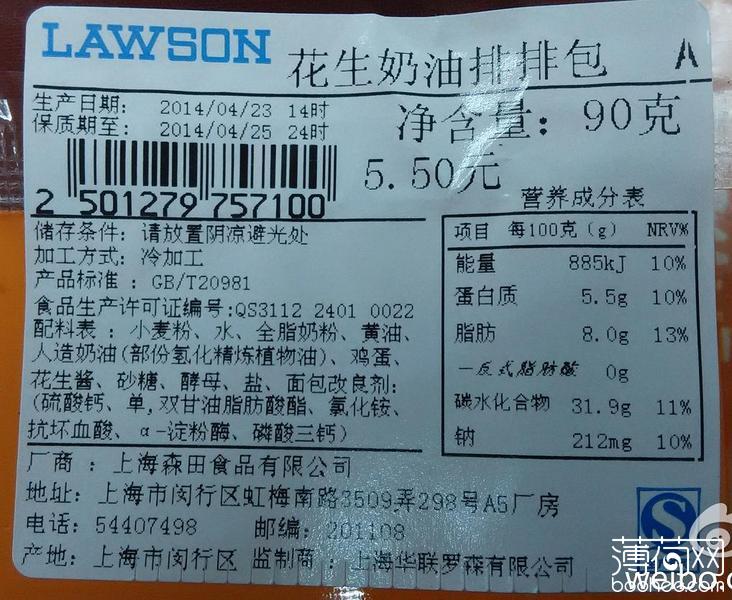 LAWSON 花生奶油排排包 A
生产日期: 2014/04/23 14时
保质期至: 2014/04/25 24时
净含量: 90克
5.50元
2 501279 757100
储存条件: 请放置阴凉避光处
加工方式: 冷加工
产品标准: GB/T20981
食品生产许可证编号:QS3112 2401 0022
配料表: 小麦粉、水、全脂奶粉、黄油、
人造奶油(部份氢化精炼植物油)、鸡蛋、
花生酱、砂糖、酵母、盐、面包改良剂:
(硫酸钙、单,双甘油脂肪酸酯、氯化铵、
抗坏血酸、α-淀粉酶、磷酸三钙)
营养成分表
项目 每100克(g) NRV%
能量 885kJ 10%
蛋白质 5.5g 10%
脂肪 8.0g 13%
一反式脂肪酸 0g
碳水化合物 31.9g 11%
钠 212mg 10%
厂商: 上海森田食品有限公司
地址: 上海市闵行区虹梅南路3509弄298号A5厂房
电话: 54407498 邮编: 201108
产地: 上海市闵行区 监制商: 上海华联罗森有限公司
薄荷网
boohee.com